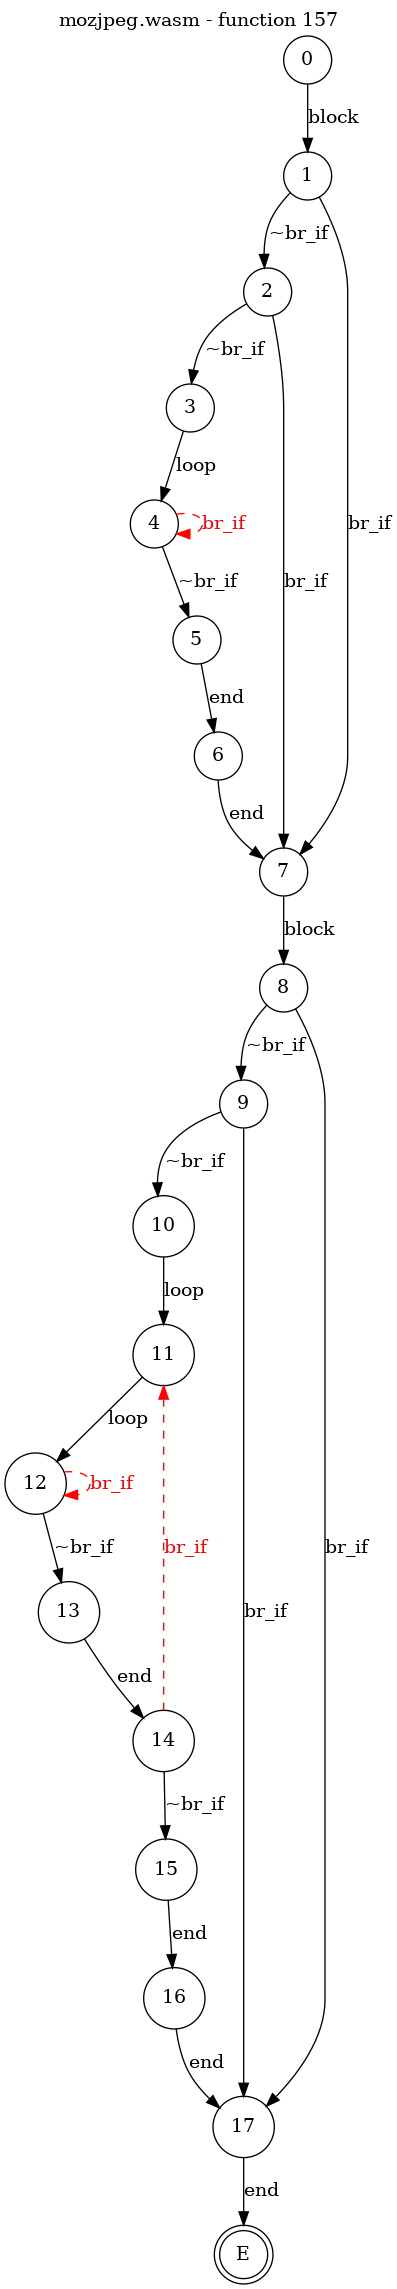 mozjpeg.wasm - function 157
0
block
1
~br_if
2
~br_if
3
loop
4
br_if
br_if
br_if
~br_if
5
end
6
end
7
block
8
~br_if
9
~br_if
10
loop
11
loop
12
br_if
~br_if
br_if
br_if
br_if
13
end
14
~br_if
15
end
16
end
17
end
E